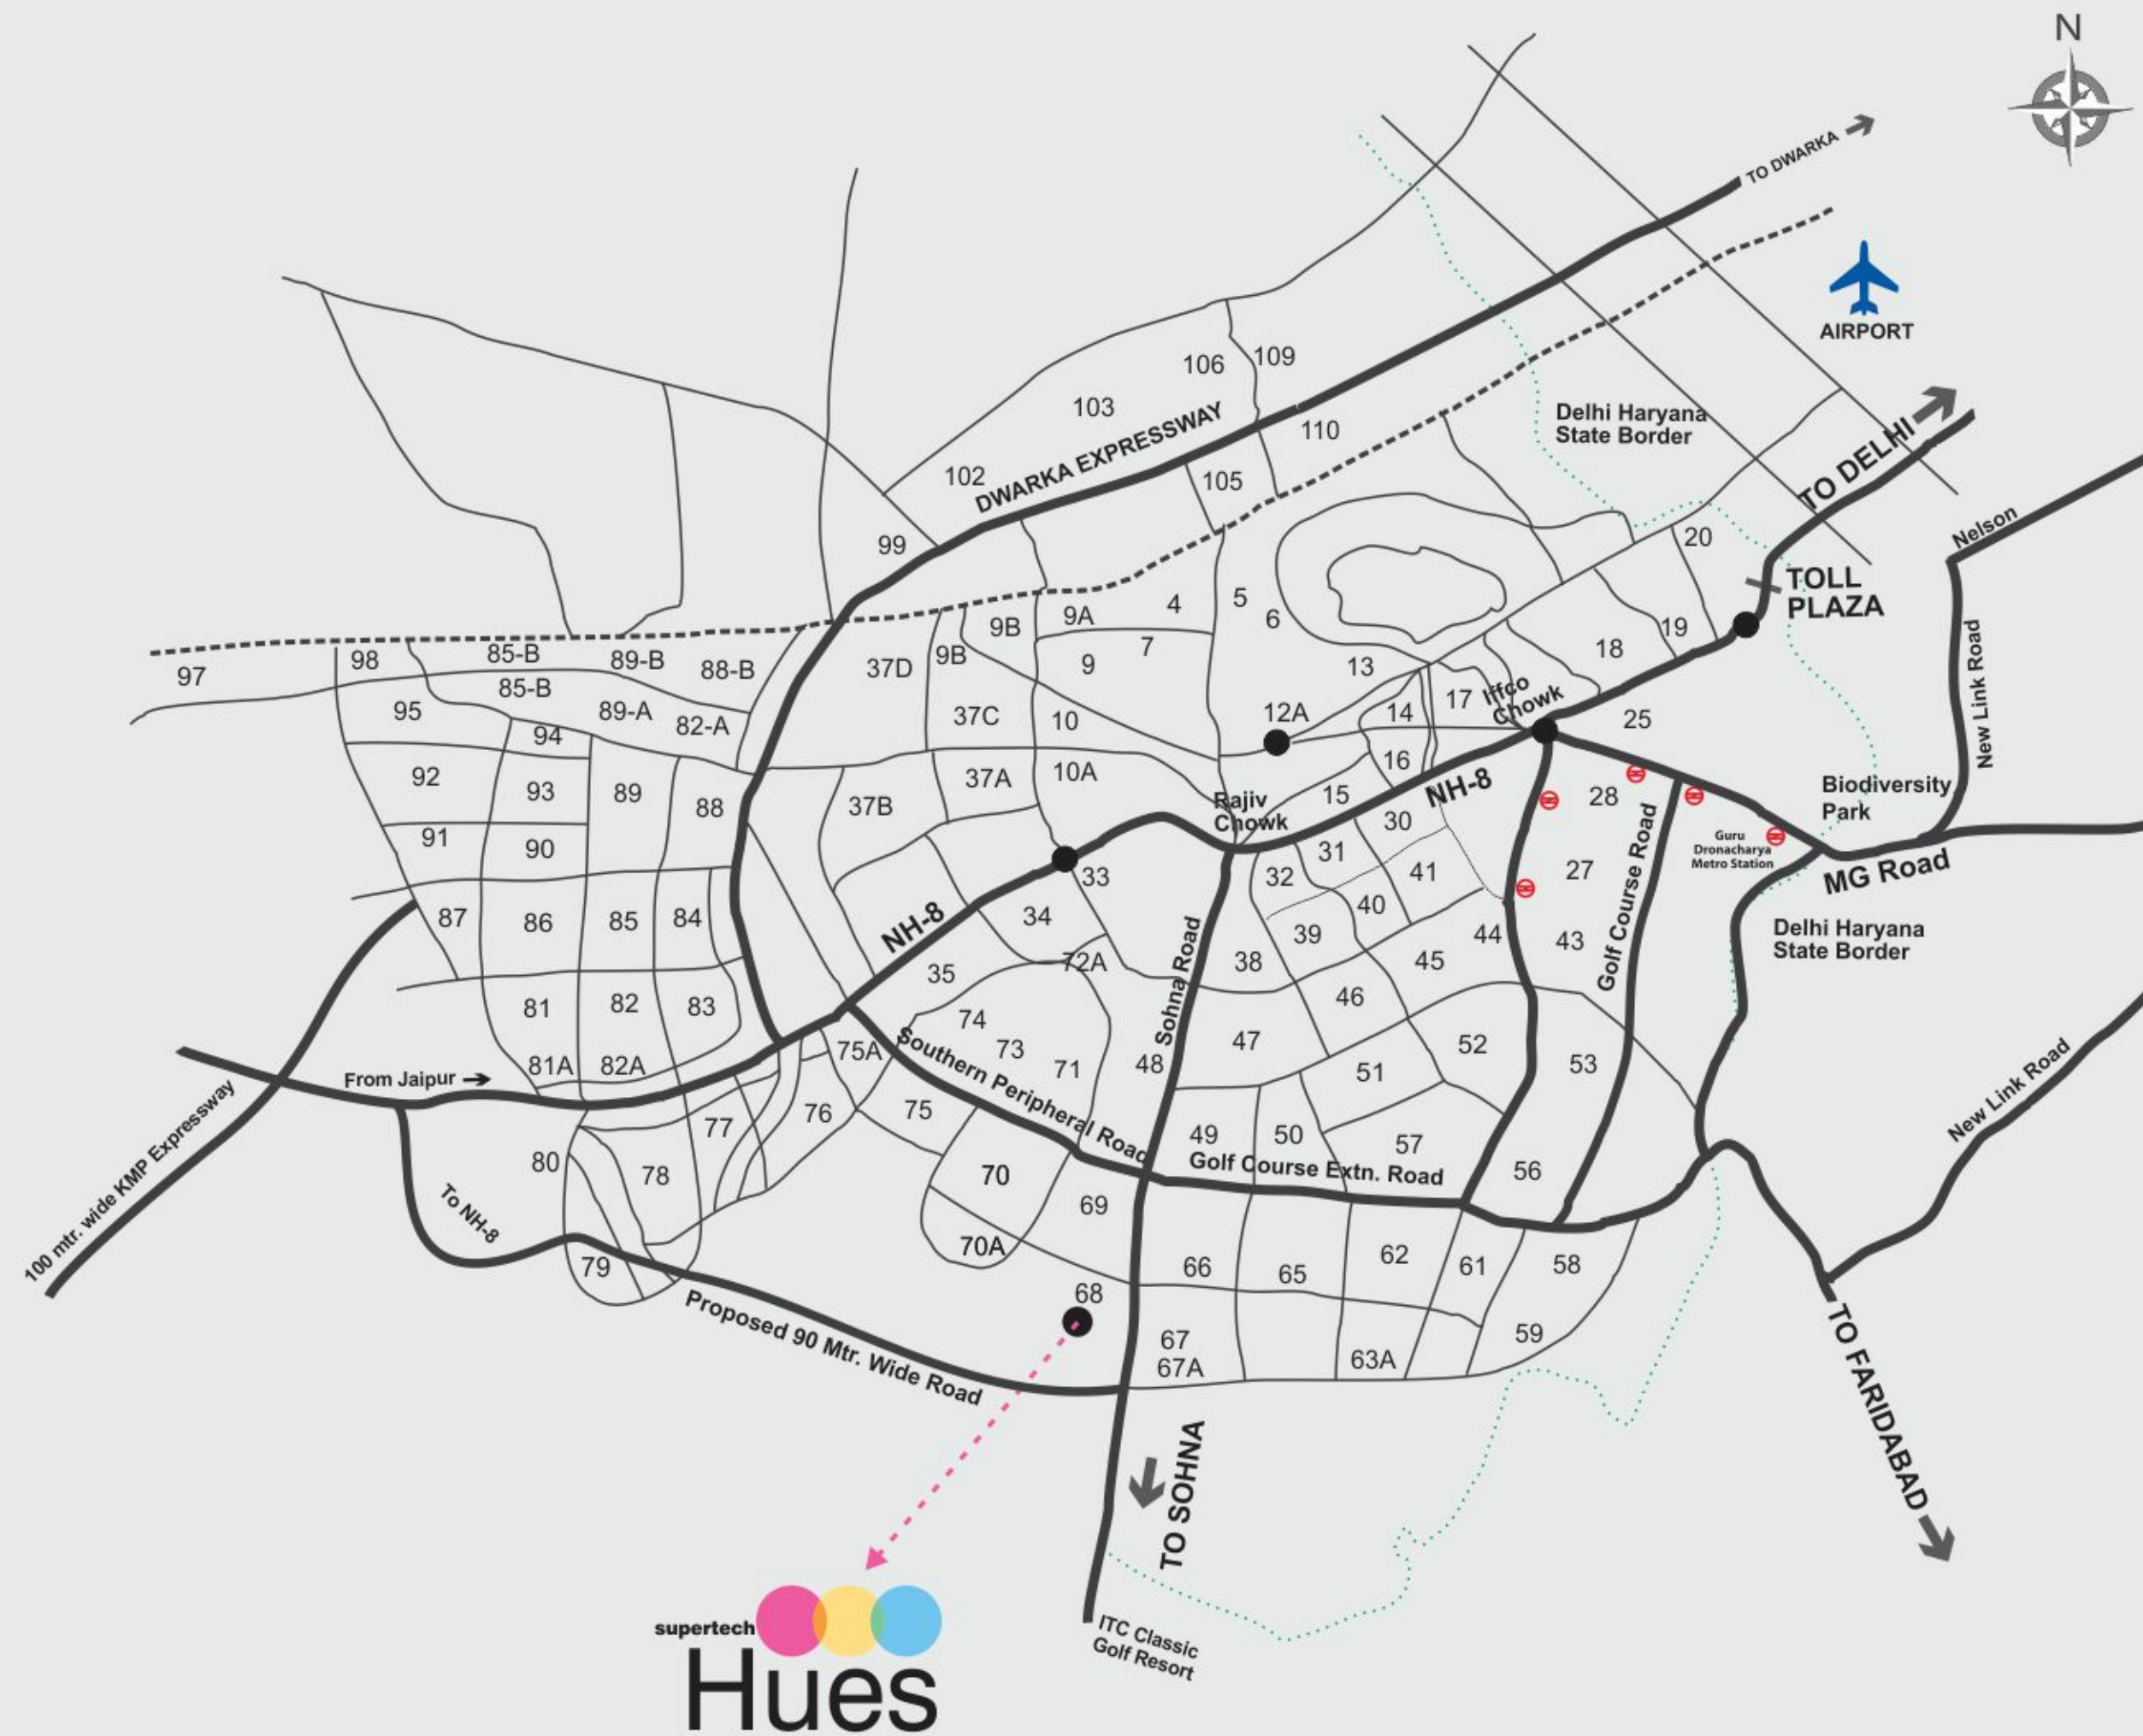 N
TO DWARKA
AIRPORT
106
109
103
Delhi Haryana
State Border
110
DWARKA EXPRESSWAY
TO DELHI
102
105
Nelson
99
20
TOLL
PLAZA
4
5
6
9A
9B
19
18
7
9B
98
85-B
89-B
88-B
37D
9
13
97
New Link Road
85-B
17
Iffco
Chowk
95
89-A
82-A
37C
10
12A
14
25
94
16
92
93
89
37A
10A
NH-8
Biodiversity
Park
88
37B
Rajiv
Chowk
15
28
30
91
90
Guru
Dronacharya
Metro Station
31
27
41
33
32
MG Road
Golf Course Road
87
86
85
84
34
NH-8
40
39
44
43
Delhi Haryana
State Border
35
72A
38
45
Sohna Road
46
81
82
83
74
73
71
47
52
48
75A
53
51
81A
82A
From Jaipur
Southern Peripheral Road
76
75
77
49
50
57
New Link Road
100 mtr. wide KMP Expressway
80
78
70
Golf Course Extn. Road
56
69
To NH-8
79
70A
66
65
62
61
58
68
67
67A
63A
59
Proposed 90 Mtr. Wide Road
TO FARIDABAD
TO SOHNA
ITC Classic
Golf Resort
supertech
Hues